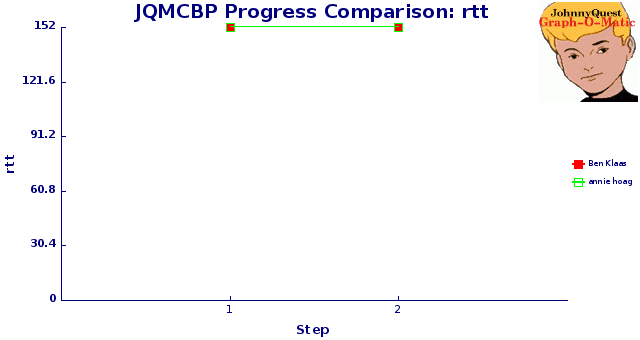 JQMCBP Progress Comparison: rtt
JohnnyQuest
Graph-O-Matic
152
121.6
91.2
60.8
30.4
0
rtt
1
2
Step
Ben Klaas
annie hoag